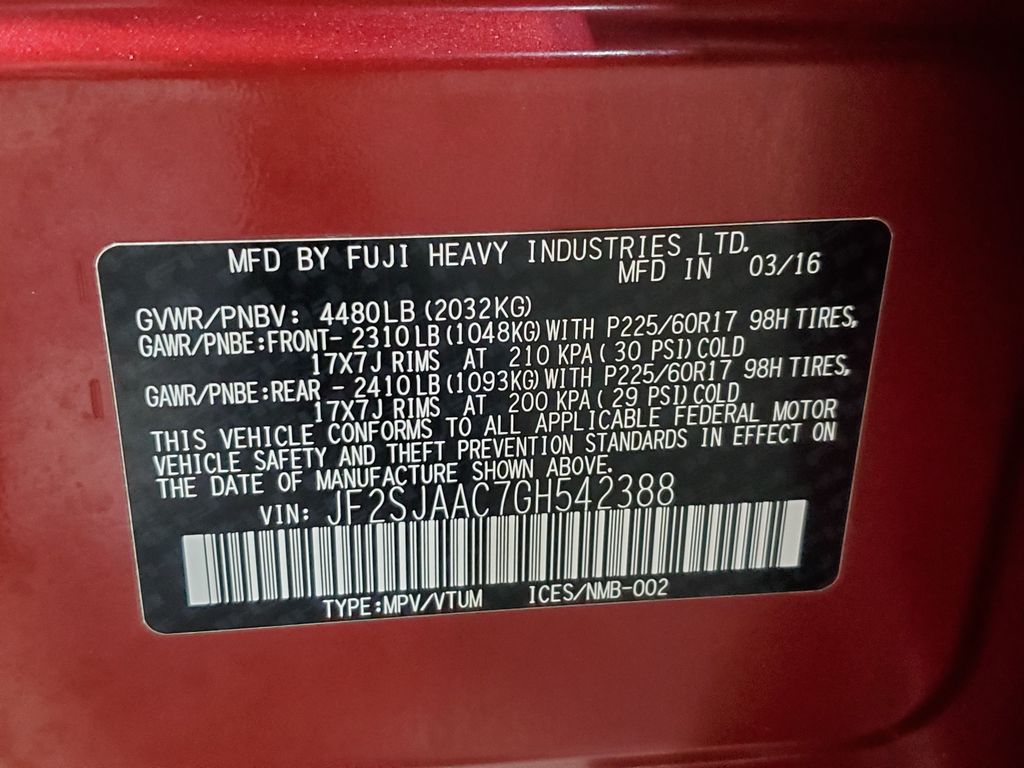 MFD BY FUJI HEAVY INDUSTRIES LTD.
MFD IN 03/16
GVWR/PNBV: 4480LB(2032KG)
GAWR/PNBE:FRONT- 2310LB(1048KG)WITH P225/60R17 98H TIRES,
17X7J RIMS AT 210 KPA( 30 PSI)COLD
GAWR/PNBE:REAR - 2410LB(1093KG)WITH P225/60R17 98H TIRES,
17X7J RIMS AT 200 KPA( 29 PSI)COLD
THIS VEHICLE CONFORMS TO ALL APPLICABLE FEDERAL MOTOR
VEHICLE SAFETY AND THEFT PREVENTION STANDARDS IN EFFECT ON
THE DATE OF MANUFACTURE SHOWN ABOVE.
VIN: JF2SJAAC7GH542388
TYPE:MPV/VTUM ICES/NMB-002